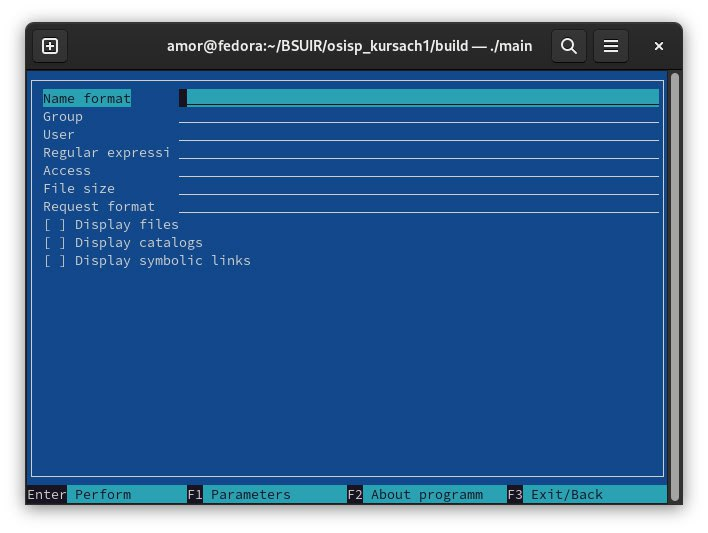 amor@fedora:~/BSUIR/osisp_kursach1/build — ./main
Name format
Group
User
Regular expressi
Access
File size
Request format
[ ] Display files
[ ] Display catalogs
[ ] Display symbolic links
Enter Perform F1 Parameters F2 About programm F3 Exit/Back